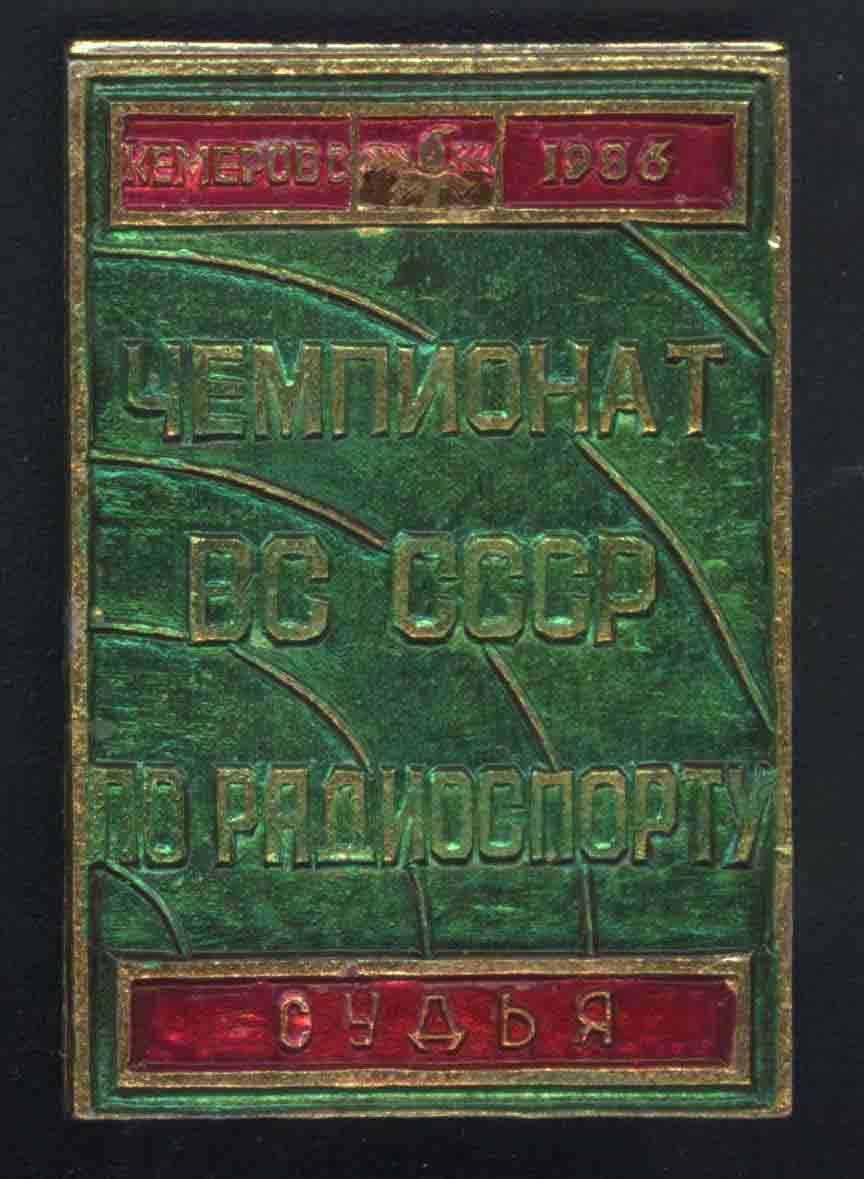 КЕМЕРОВО 1986
ЧЕМПИОНАТ
ВС СССР
ПО РАДИОСПОРТУ
СУДЬЯ